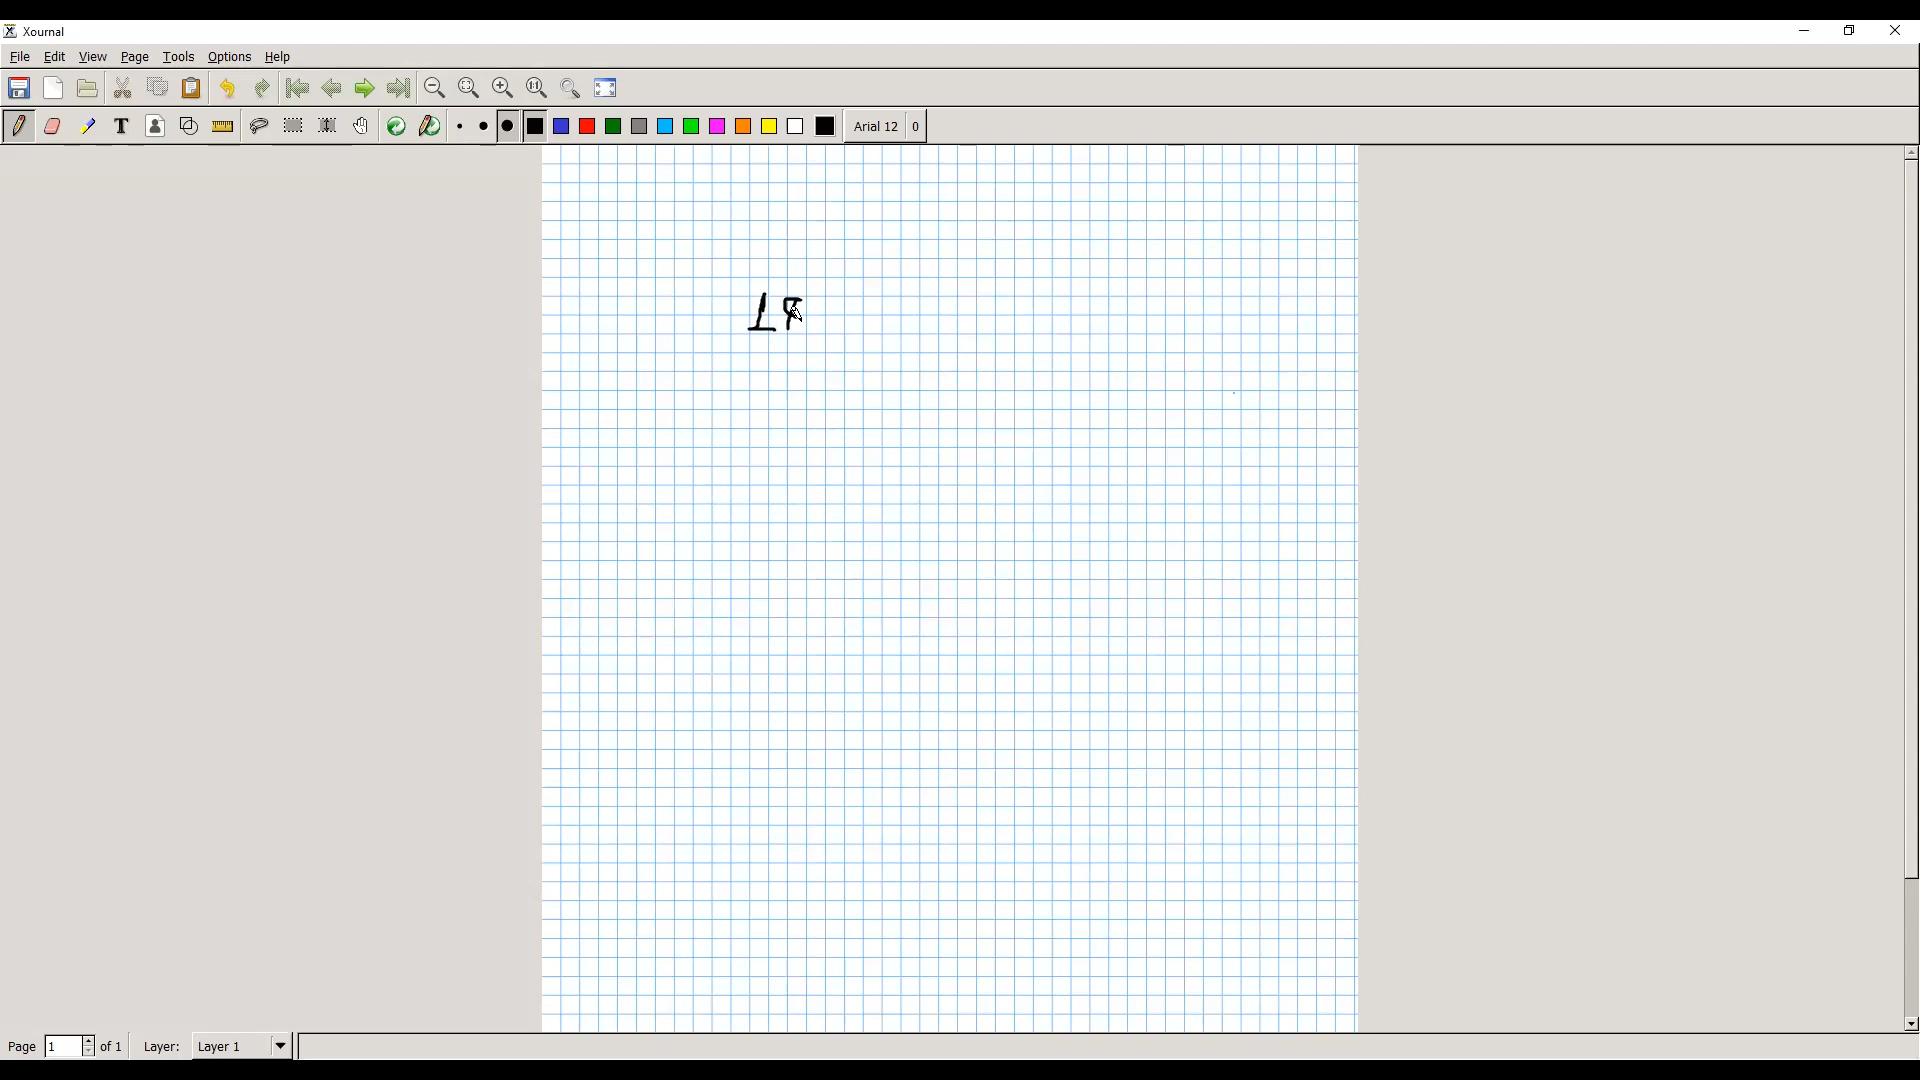 Xournal
File Edit View Page Tools Options Help
Arial 12 0
Page 1 of 1 Layer: Layer 1